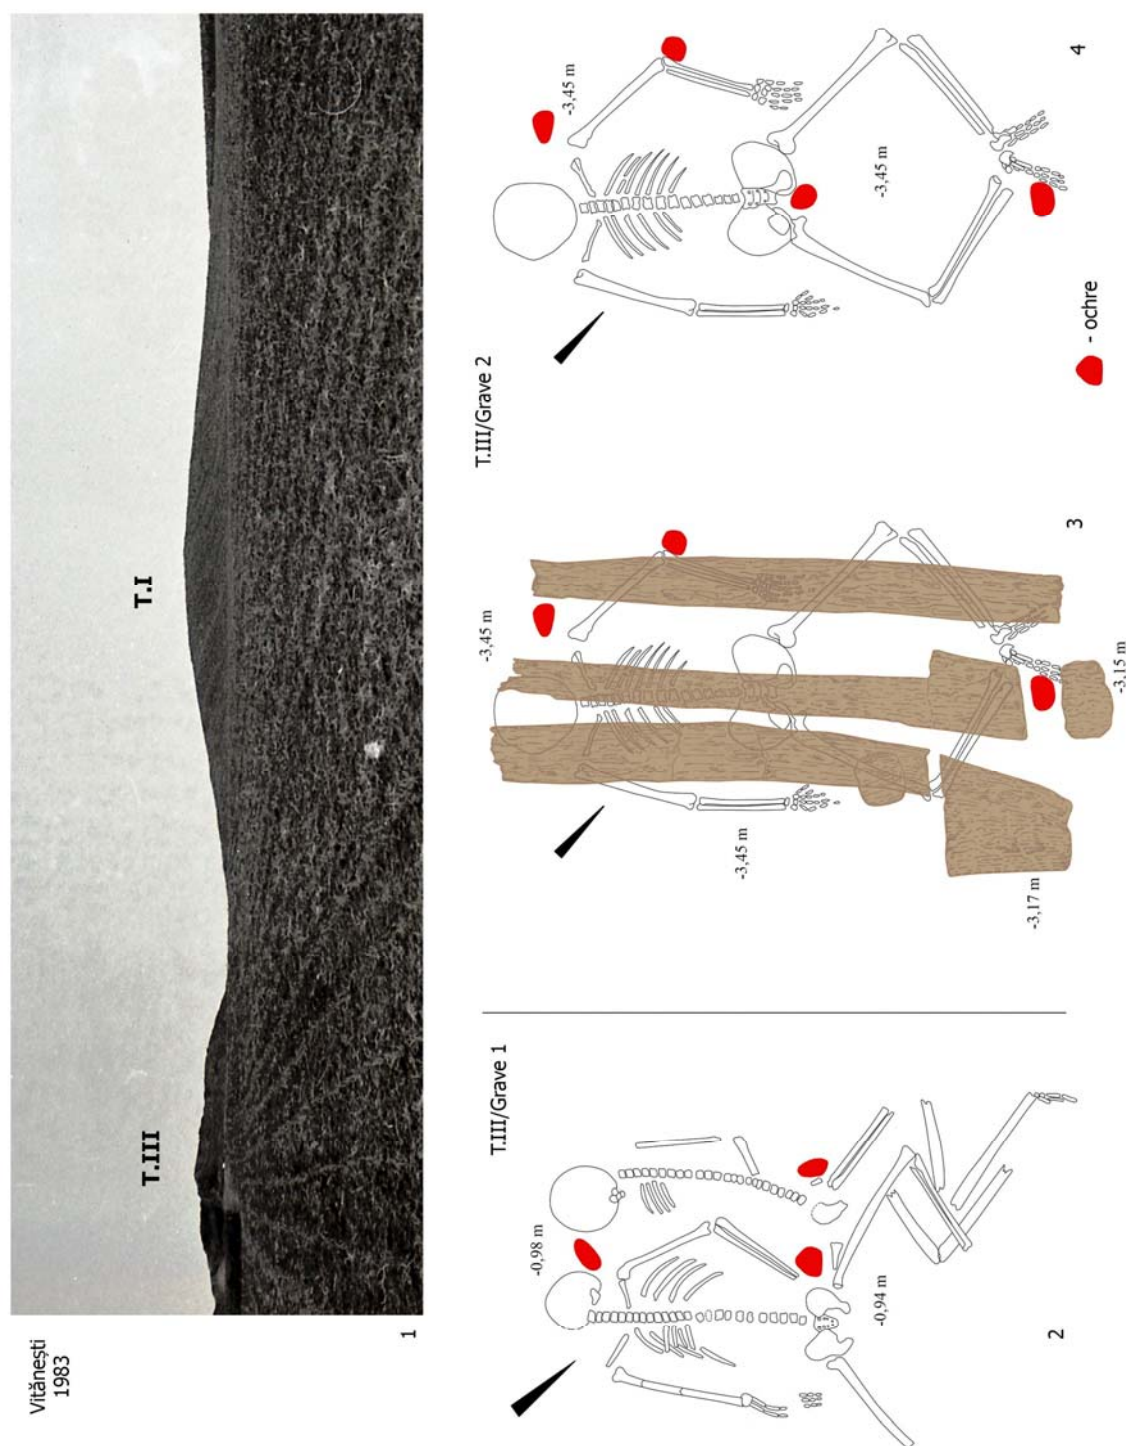 Vităneşti
1983
T.III
T.I
1
T.III/Grave 1
-0,98 m
-0,94 m
2
T.III/Grave 2
-3,45 m
-3,45 m
-3,17 m
-3,15 m
3
-3,45 m
-3,45 m
4
- ochre